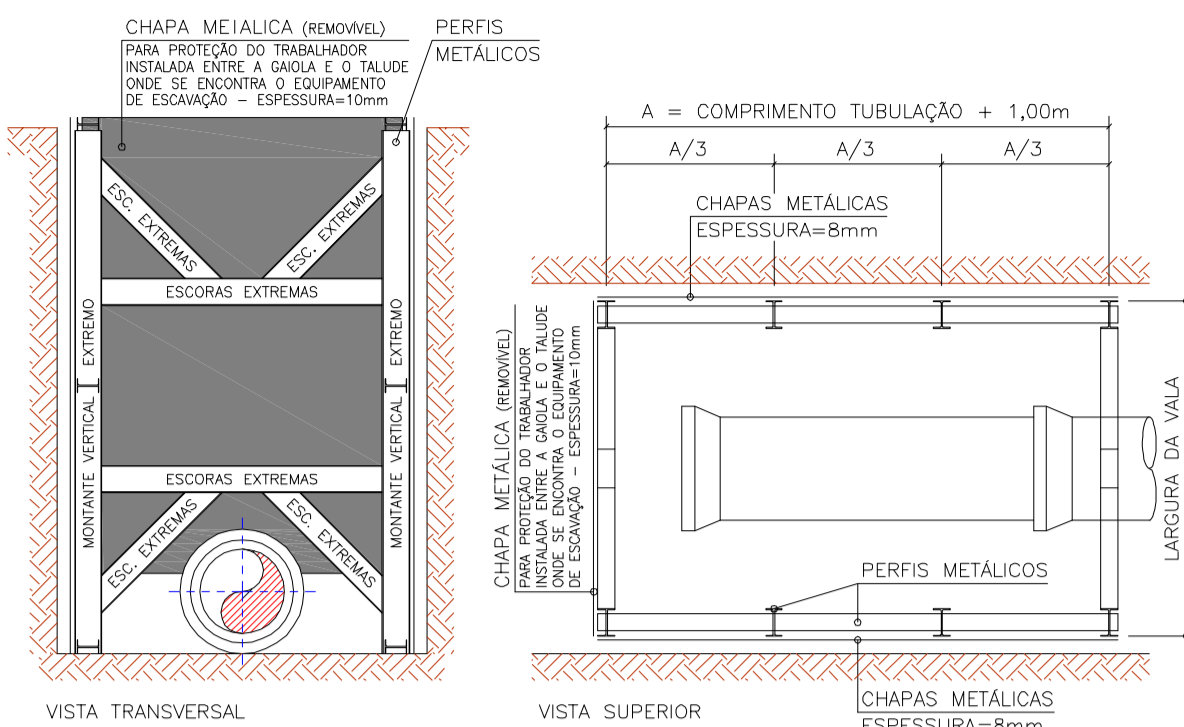 CHAPA MEIALICA (REMOVÍVEL)
PARA PROTEÇÃO DO TRABALHADOR
INSTALADA ENTRE A GAIOLA E O TALUDE
ONDE SE ENCONTRA O EQUIPAMENTO
DE ESCAVAÇÃO – ESPESSURA=10mm
PERFIS
METÁLICOS
ESC. EXTREMAS
ESC. EXTREMAS
ESCORAS EXTREMAS
MONTANTE VERTICAL EXTREMO
MONTANTE VERTICAL EXTREMO
ESCORAS EXTREMAS
ESC. EXTREMAS
ESC. EXTREMAS
VISTA TRANSVERSAL
A = COMPRIMENTO TUBULAÇÃO + 1,00m
A/3
A/3
A/3
CHAPAS METÁLICAS
ESPESSURA=8mm
CHAPA METÁLICA (REMOVÍVEL)
PARA PROTEÇÃO DO TRABALHADOR
INSTALADA ENTRE A GAIOLA E O TALUDE
ONDE SE ENCONTRA O EQUIPAMENTO
DE ESCAVAÇÃO – ESPESSURA=10mm
LARGURA DA VALA
PERFIS METÁLICOS
VISTA SUPERIOR
CHAPAS METÁLICAS
ESPESSURA=8mm